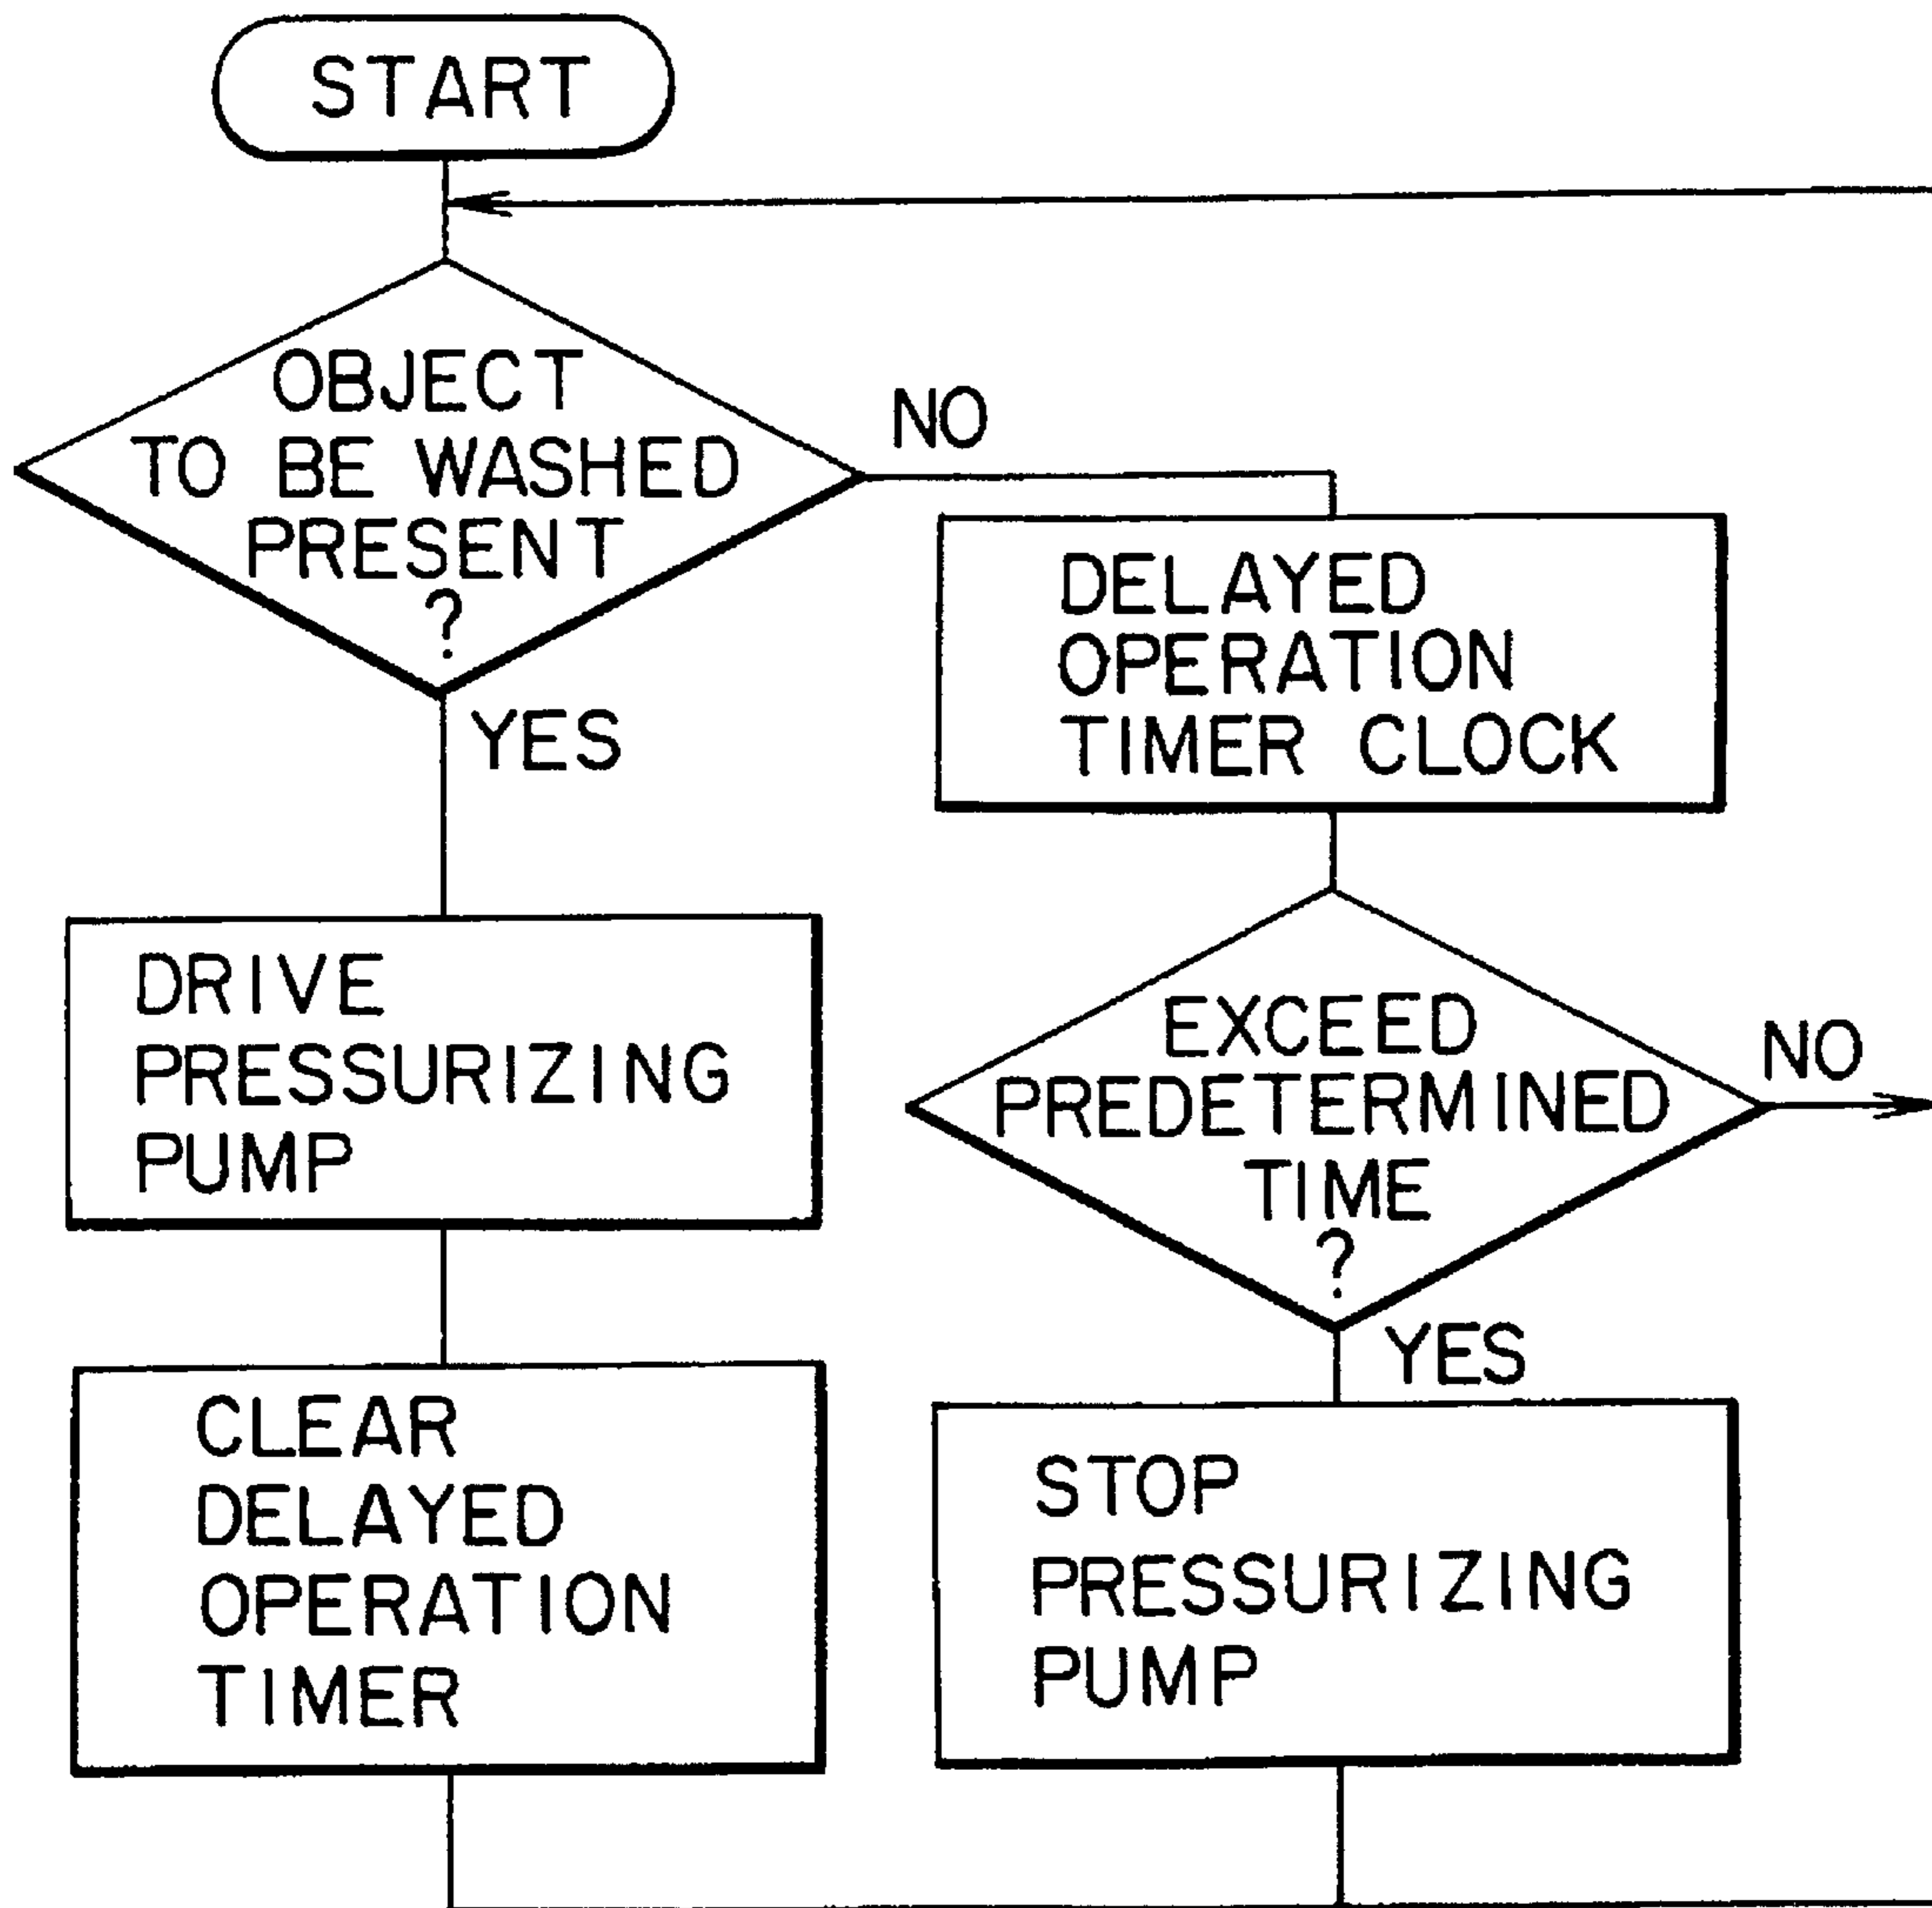 START
OBJECT
TO BE WASHED
PRESENT
?
NO
YES
DELAYED
OPERATION
TIMER CLOCK
DRIVE
PRESSURIZING
PUMP
EXCEED
PREDETERMINED
TIME
?
NO
YES
CLEAR
DELAYED
OPERATION
TIMER
STOP
PRESSURIZING
PUMP